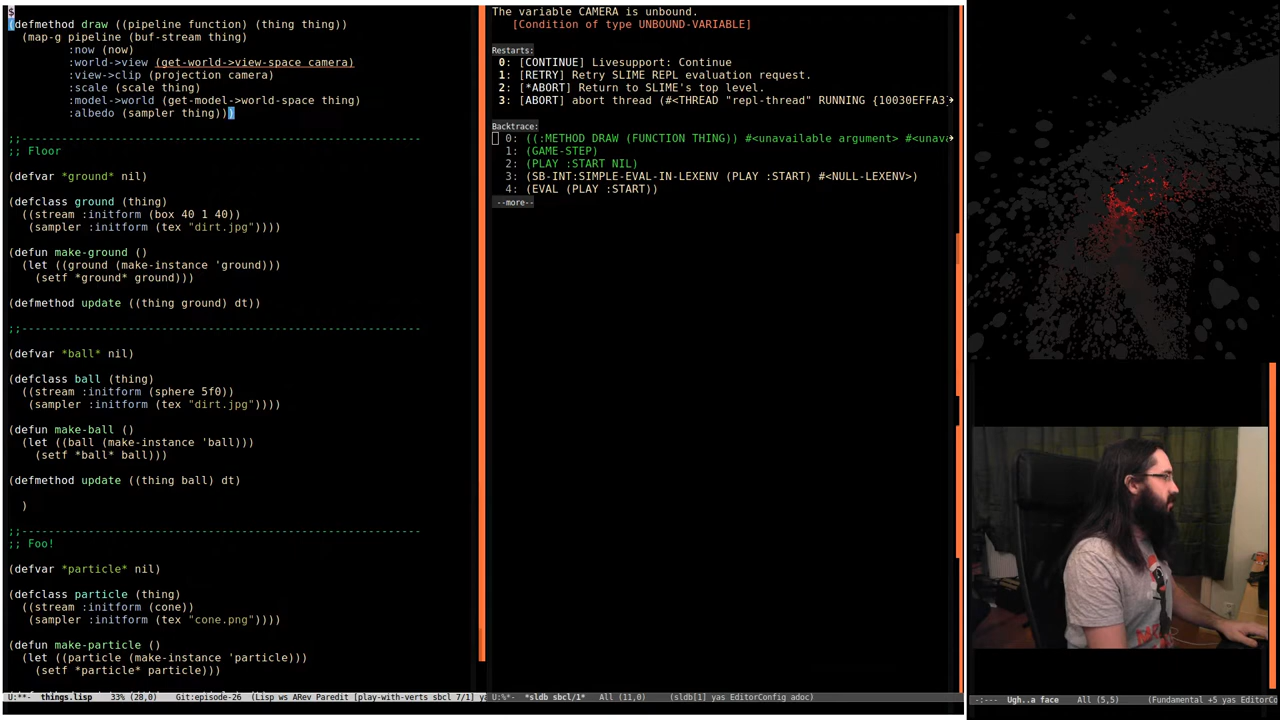 $
(defmethod draw ((pipeline function) (thing thing))
(map-g pipeline (buf-stream thing)
:now (now)
:world->view (get-world->view-space camera)
:view->clip (projection camera)
:scale (scale thing)
:model->world (get-model->world-space thing)
:albedo (sampler thing)))
;;------------------------------------------------------------
;; Floor
(defvar *ground* nil)
(defclass ground (thing)
((stream :initform (box 40 1 40))
(sampler :initform (tex "dirt.jpg"))))
(defun make-ground ()
(let ((ground (make-instance 'ground)))
(setf *ground* ground)))
(defmethod update ((thing ground) dt))
;;------------------------------------------------------------
(defvar *ball* nil)
(defclass ball (thing)
((stream :initform (sphere 5f0))
(sampler :initform (tex "dirt.jpg"))))
(defun make-ball ()
(let ((ball (make-instance 'ball)))
(setf *ball* ball)))
(defmethod update ((thing ball) dt)
)
;;------------------------------------------------------------
;; Foo!
(defvar *particle* nil)
(defclass particle (thing)
((stream :initform (cone))
(sampler :initform (tex "cone.png"))))
(defun make-particle ()
(let ((particle (make-instance 'particle)))
(setf *particle* particle)))
U:**- things.lisp 33% (28,0) Git:episode-26 (Lisp ws ARev Paredit [play-with-verts sbcl 7/1] ya
The variable CAMERA is unbound.
[Condition of type UNBOUND-VARIABLE]
Restarts:
0: [CONTINUE] Livesupport: Continue
1: [RETRY] Retry SLIME REPL evaluation request.
2: [*ABORT] Return to SLIME's top level.
3: [ABORT] abort thread (#<THREAD "repl-thread" RUNNING {10030EFFA3}
Backtrace:
0: ((:METHOD DRAW (FUNCTION THING)) #<unavailable argument> #<unava
1: (GAME-STEP)
2: (PLAY :START NIL)
3: (SB-INT:SIMPLE-EVAL-IN-LEXENV (PLAY :START) #<NULL-LEXENV>)
4: (EVAL (PLAY :START))
--more--
U:%*- *sldb sbcl/1* All (11,0) (sldb[1] yas EditorConfig adoc)
-:--- Ugh..a face All (5,5) (Fundamental +5 yas EditorCo